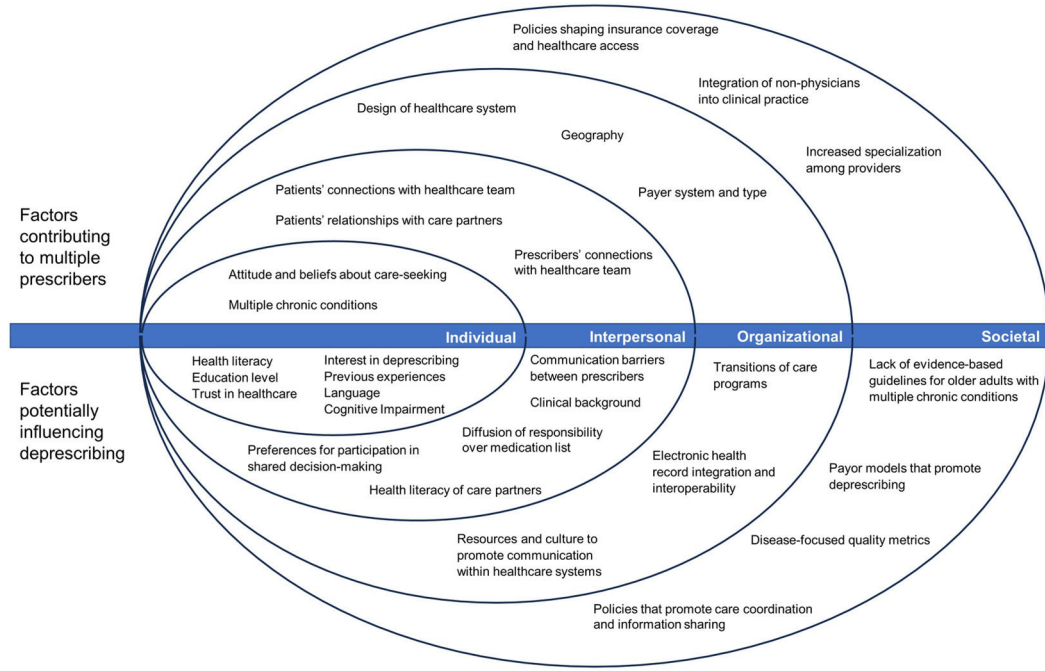 Policies shaping insurance coverage
and healthcare access
Integration of non-physicians
into clinical practice
Design of healthcare system
Geography
Increased specialization
among providers
Patients' connections with healthcare team
Payer system and type
Patients' relationships with care partners
Factors
contributing
to multiple
prescribers
Prescribers' connections
with healthcare team
Attitude and beliefs about care-seeking
Multiple chronic conditions
Individual
Interpersonal
Organizational
Societal
Factors
potentially
influencing
deprescribing
Health literacy
Education level
Trust in healthcare
Interest in deprescribing
Previous experiences
Language
Cognitive Impairment
Communication barriers
between prescribers
Clinical background
Transitions of care
programs
Lack of evidence-based
guidelines for older adults with
multiple chronic conditions
Preferences for participation in
shared decision-making
Diffusion of responsibility
over medication list
Health literacy of care partners
Electronic health
record integration and
interoperability
Payor models that promote
deprescribing
Resources and culture to
promote communication
within healthcare systems
Disease-focused quality metrics
Policies that promote care coordination
and information sharing